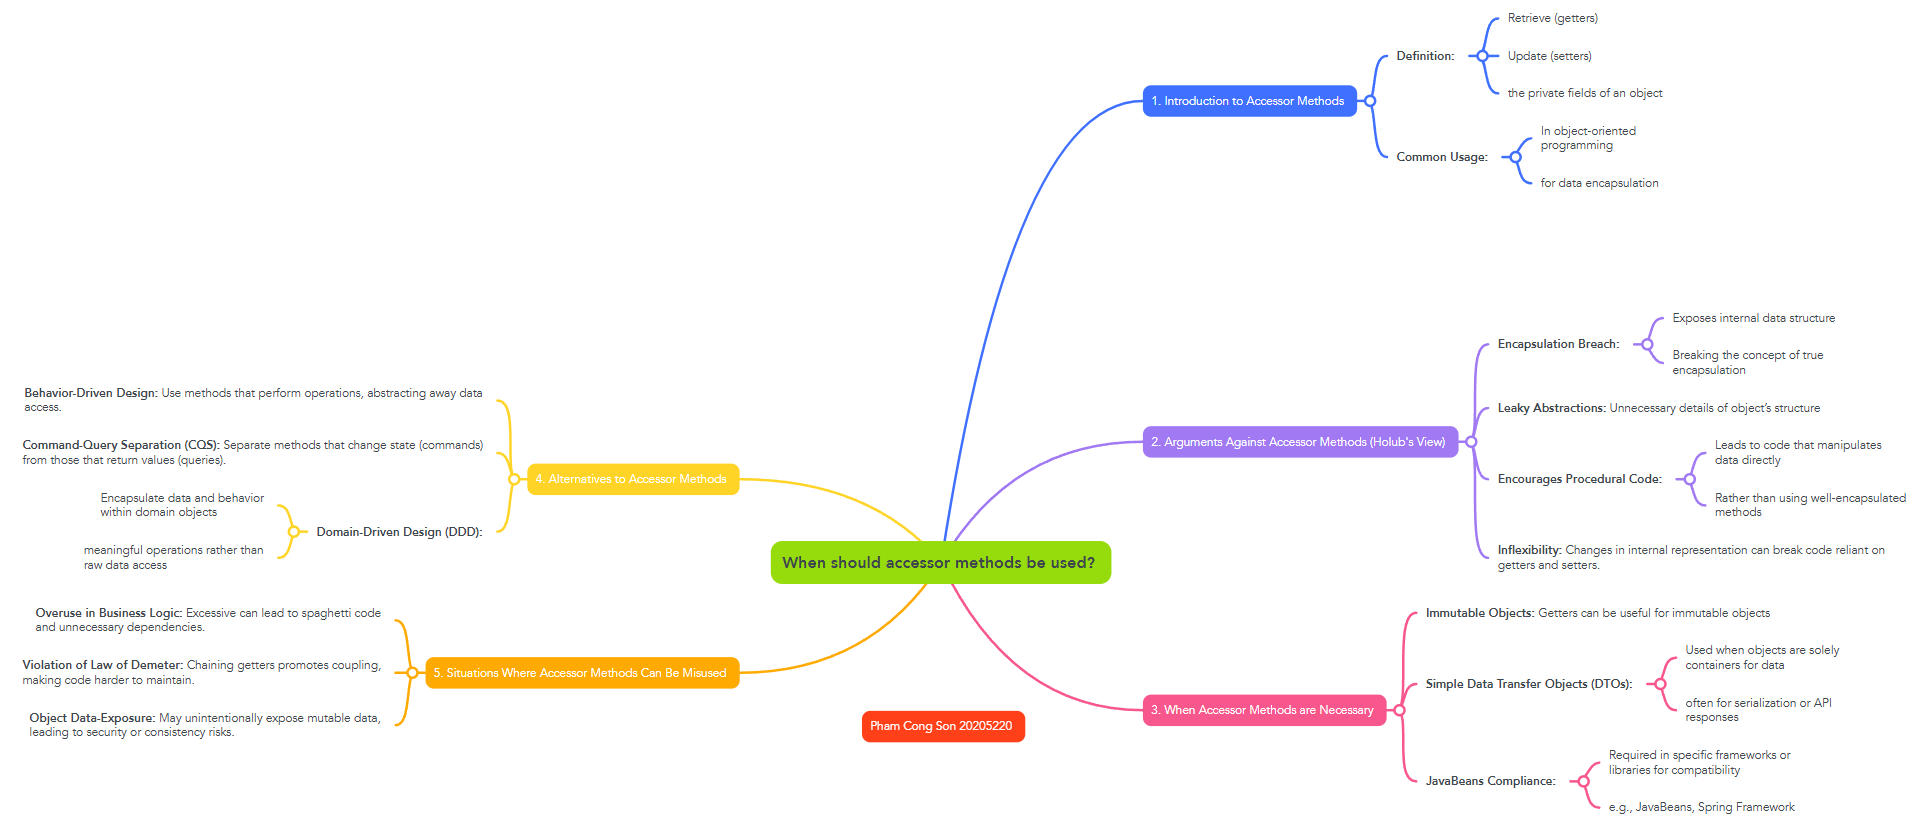 When should accessor methods be used?
1. Introduction to Accessor Methods
Definition:
Retrieve (getters)
Update (setters)
the private fields of an object
Common Usage:
In object-oriented
programming
for data encapsulation
2. Arguments Against Accessor Methods (Holub's View)
Encapsulation Breach:
Exposes internal data structure
Breaking the concept of true
encapsulation
Leaky Abstractions: Unnecessary details of object’s structure
Encourages Procedural Code:
Leads to code that manipulates
data directly
Rather than using well-encapsulated
methods
Inflexibility: Changes in internal representation can break code reliant on
getters and setters.
3. When Accessor Methods are Necessary
Immutable Objects: Getters can be useful for immutable objects
Simple Data Transfer Objects (DTOs):
Used when objects are solely
containers for data
often for serialization or API
responses
JavaBeans Compliance:
Required in specific frameworks or
libraries for compatibility
e.g., JavaBeans, Spring Framework
4. Alternatives to Accessor Methods
Behavior-Driven Design: Use methods that perform operations, abstracting away data
access.
Command-Query Separation (CQS): Separate methods that change state (commands)
from those that return values (queries).
Domain-Driven Design (DDD):
Encapsulate data and behavior
within domain objects
meaningful operations rather than
raw data access
5. Situations Where Accessor Methods Can Be Misused
Overuse in Business Logic: Excessive can lead to spaghetti code
and unnecessary dependencies.
Violation of Law of Demeter: Chaining getters promotes coupling,
making code harder to maintain.
Object Data-Exposure: May unintentionally expose mutable data,
leading to security or consistency risks.
Pham Cong Son 20205220